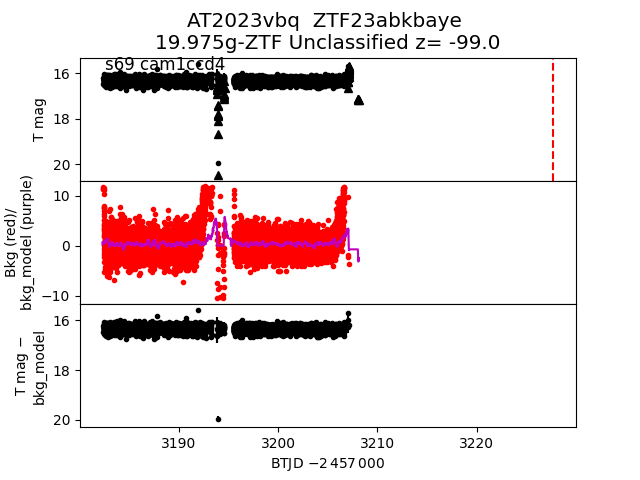 AT2023vbq  ZTF23abkbaye
19.975g-ZTF Unclassified z= -99.0
s69 cam1ccd4
16
18
20
T mag
10
0
−10
Bkg (red)/
bkg_model (purple)
16
18
20
T mag −
bkg_model
3190
3200
3210
3220
BTJD −2 457 000